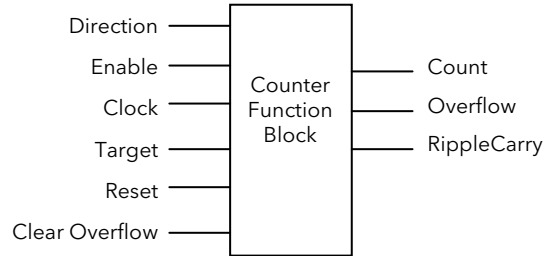 Direction
Enable
Clock
Target
Reset
Clear Overflow
Counter
Function
Block
Count
Overflow
RippleCarry